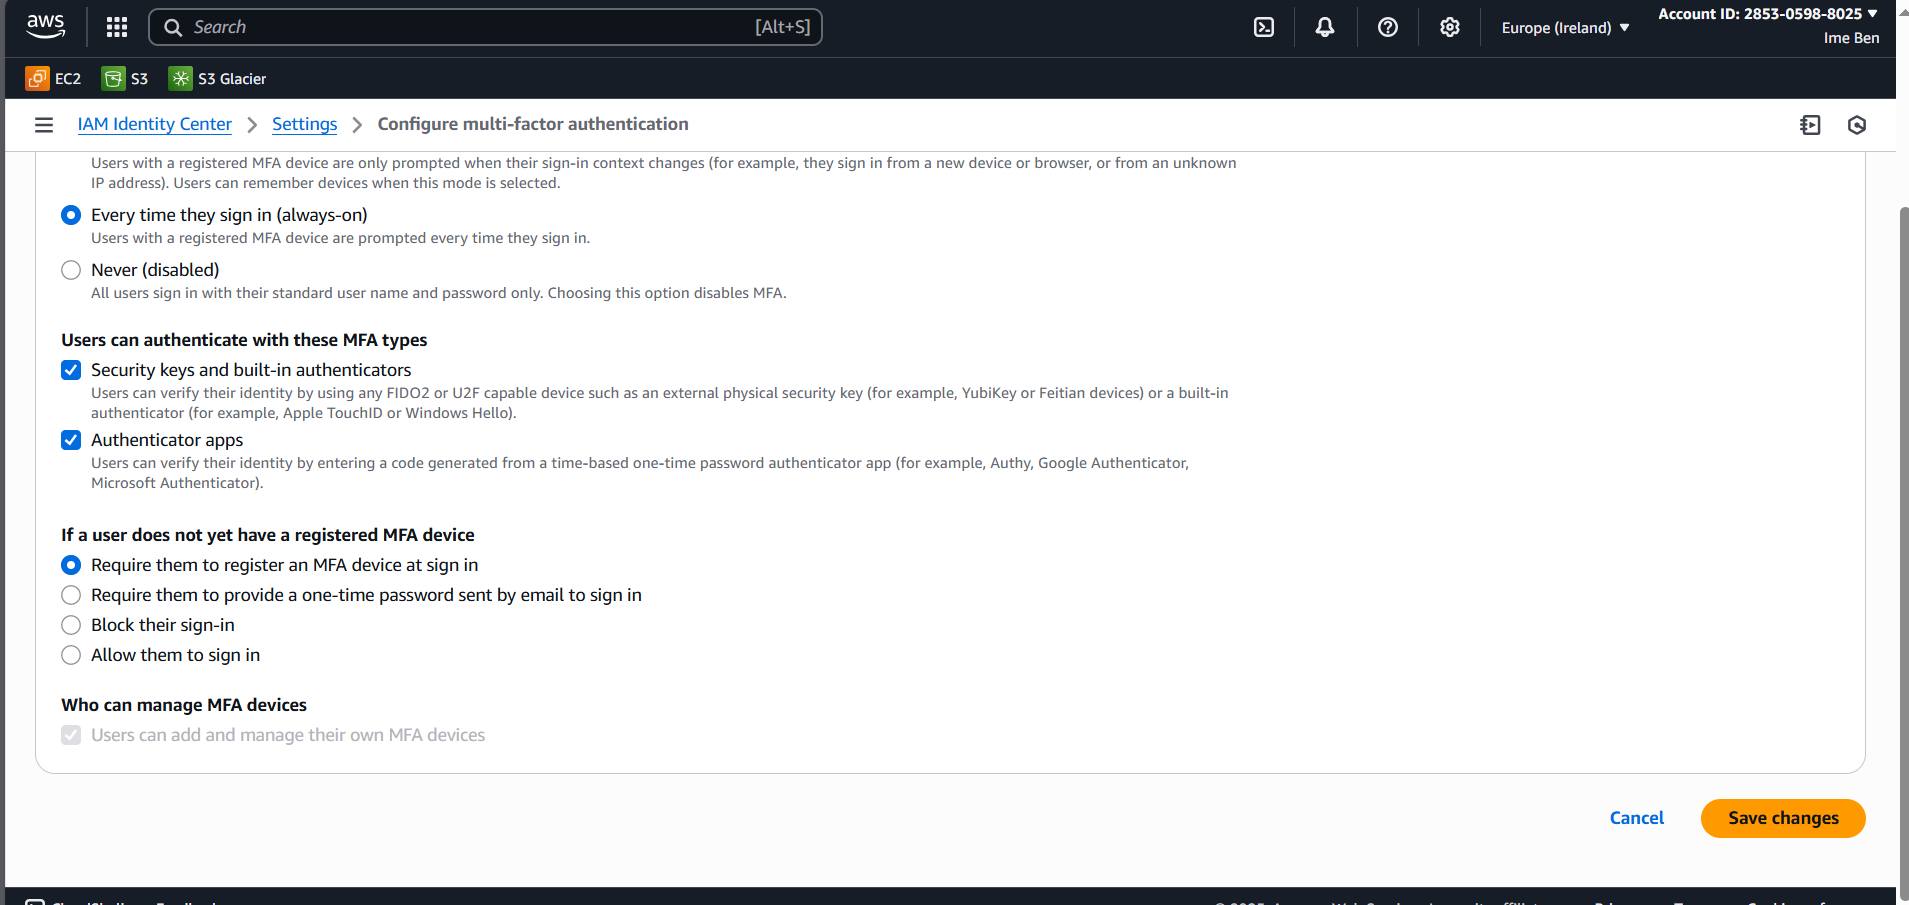 aws
Search
[Alt+S]
Europe (Ireland)
Account ID: 2853-0598-8025
Ime Ben
EC2
S3
S3 Glacier
IAM Identity Center
Settings
Configure multi-factor authentication
Users with a registered MFA device are only prompted when their sign-in context changes (for example, they sign in from a new device or browser, or from an unknown
IP address). Users can remember devices when this mode is selected.
Every time they sign in (always-on)
Users with a registered MFA device are prompted every time they sign in.
Never (disabled)
All users sign in with their standard user name and password only. Choosing this option disables MFA.
Users can authenticate with these MFA types
Security keys and built-in authenticators
Users can verify their identity by using any FIDO2 or U2F capable device such as an external physical security key (for example, YubiKey or Feitian devices) or a built-in
authenticator (for example, Apple TouchID or Windows Hello).
Authenticator apps
Users can verify their identity by entering a code generated from a time-based one-time password authenticator app (for example, Authy, Google Authenticator,
Microsoft Authenticator).
If a user does not yet have a registered MFA device
Require them to register an MFA device at sign in
Require them to provide a one-time password sent by email to sign in
Block their sign-in
Allow them to sign in
Who can manage MFA devices
Users can add and manage their own MFA devices
Cancel
Save changes